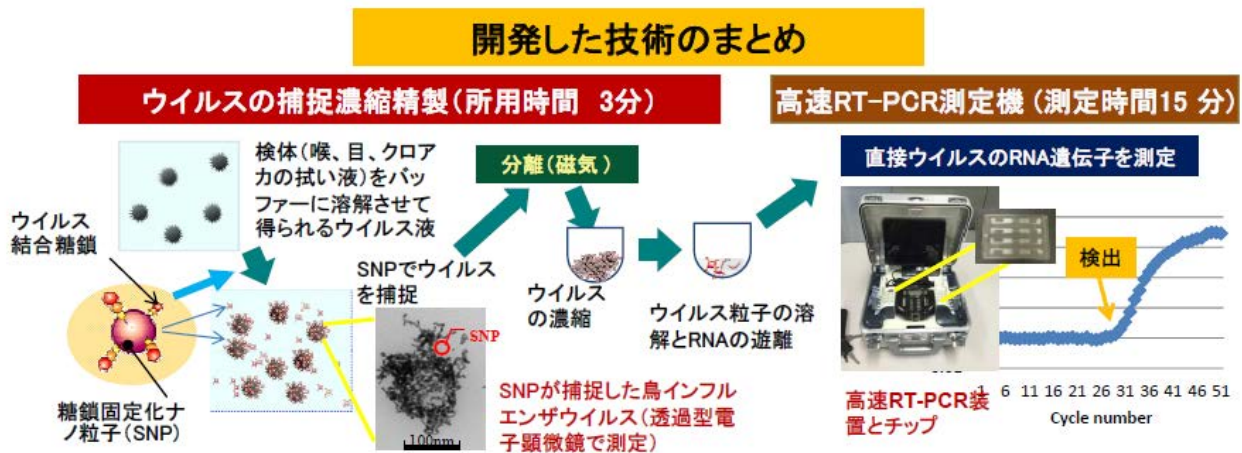 開発した技術のまとめ
ウイルスの捕捉濃縮精製(所用時間 3分)
高速RT-PCR測定機(測定時間15 分)
検体(喉、目、クロア
カの拭い液)をバッ
ファーに溶解させて
得られるウイルス液
ウイルス
結合糖鎖
糖鎖固定化ナ
ノ粒子(SNP)
SNPでウイルス
を捕捉
SNP
100nm
分離(磁気)
ウイルス
の濃縮
ウイルス粒子の溶
解とRNAの遊離
SNPが捕捉した鳥インフル
エンザウイルス(透過型電
子顕微鏡で測定)
直接ウイルスのRNA遺伝子を測定
検出
1 6 11 16 21 26 31 36 41 46 51
Cycle number
高速RT-PCR装
置とチップ